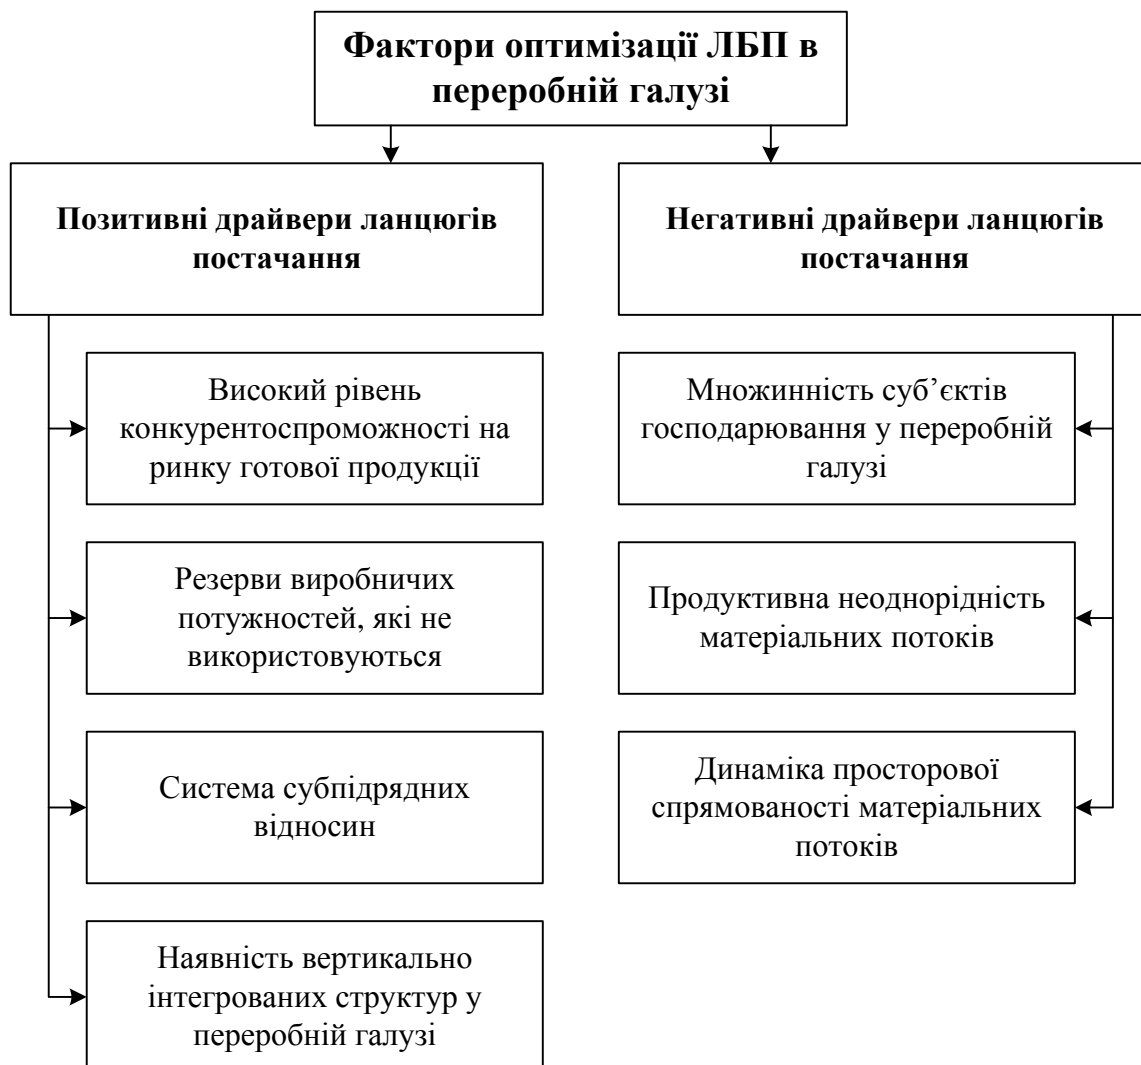 Фактори оптимізації ЛБП в
переробній галузі
Позитивні драйвери ланцюгів
постачання
Негативні драйвери ланцюгів
постачання
Високий рівень
конкурентоспроможності на
ринку готової продукції
Резерви виробничих
потужностей, які не
використовуються
Система субпідрядних
відносин
Наявність вертикально
інтегрованих структур у
переробній галузі
Множинність суб’єктів
господарювання у переробній
галузі
Продуктивна неоднорідність
матеріальних потоків
Динаміка просторової
спрямованості матеріальних
потоків